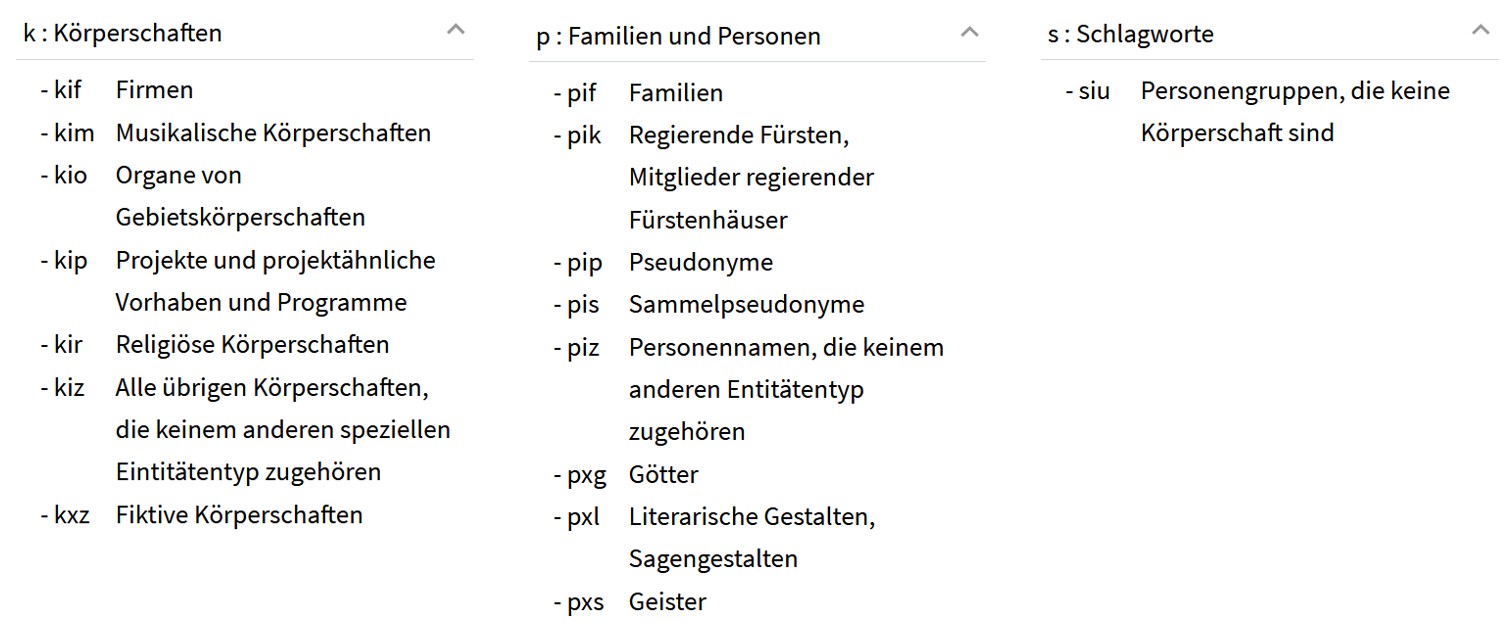 k : Körperschaften
- kif Firmen
- kim Musikalische Körperschaften
- kio Organe von
Gebietskörperschaften
- kip Projekte und projektähnliche
Vorhaben und Programme
- kir Religiöse Körperschaften
- kiz Alle übrigen Körperschaften,
die keinem anderen speziellen
Eintitätentyp zugehören
- kxz Fiktive Körperschaften
p : Familien und Personen
- pif Familien
- pik Regierende Fürsten,
Mitglieder regierender
Fürstenhäuser
- pip Pseudonyme
- pis Sammelpseudonyme
- piz Personennamen, die keinem
anderen Entitätentyp
zugehören
- pxg Götter
- pxl Literarische Gestalten,
Sagengestalten
- pxs Geister
s : Schlagworte
- siu Personengruppen, die keine
Körperschaft sind